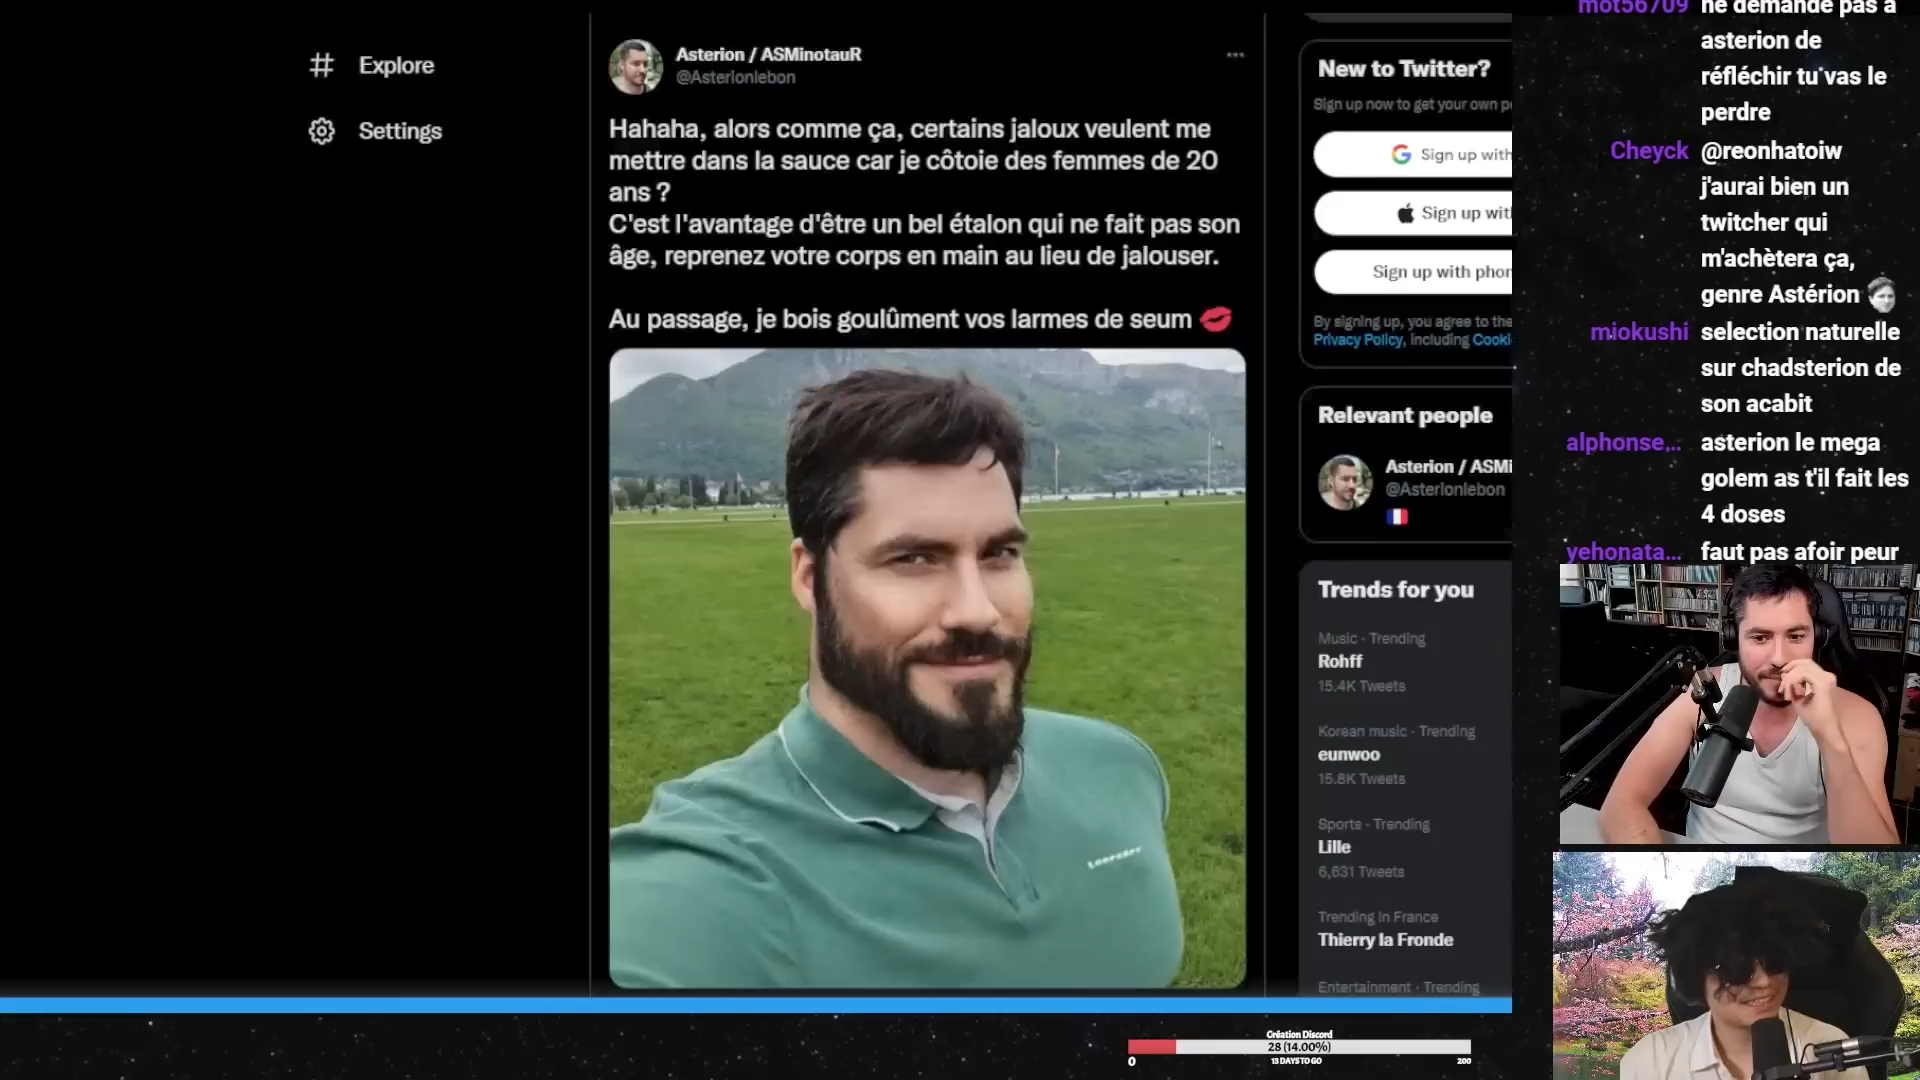 Explore
Settings
Asterion / ASMinotauR
@Asterionlebon
Hahaha, alors comme ça, certains jaloux veulent me
mettre dans la sauce car je côtoie des femmes de 20
ans ?
C'est l'avantage d'être un bel étalon qui ne fait pas son
âge, reprenez votre corps en main au lieu de jalouser.
Au passage, je bois goulûment vos larmes de seum 💋
New to Twitter?
Sign up now to get your own
Sign up with
Sign up wit
Sign up with phon
By signing up, you agree to the
Privacy Policy, including Cooki
Relevant people
Asterion / ASMi
@Asterionlebon
Trends for you
Music · Trending
Rohff
15.4K Tweets
Korean music · Trending
eunwoo
15.8K Tweets
Sports · Trending
Lille
6,631 Tweets
Trending in France
Thierry la Fronde
Entertainment · Trending
mot56709 ne demande pas à
asterion de
réfléchir tu vas le
perdre
Cheyck @reonhatoiw
j'aurai bien un
twitcher qui
m'achètera ça,
genre Astérion
miokushi selection naturelle
sur chadsterion de
son acabit
alphonse,.. asterion le mega
golem as t'il fait les
4 doses
yehonata... faut pas afoir peur
Création Discord
28 (14.00%)
0 13 DAYS TO GO 200